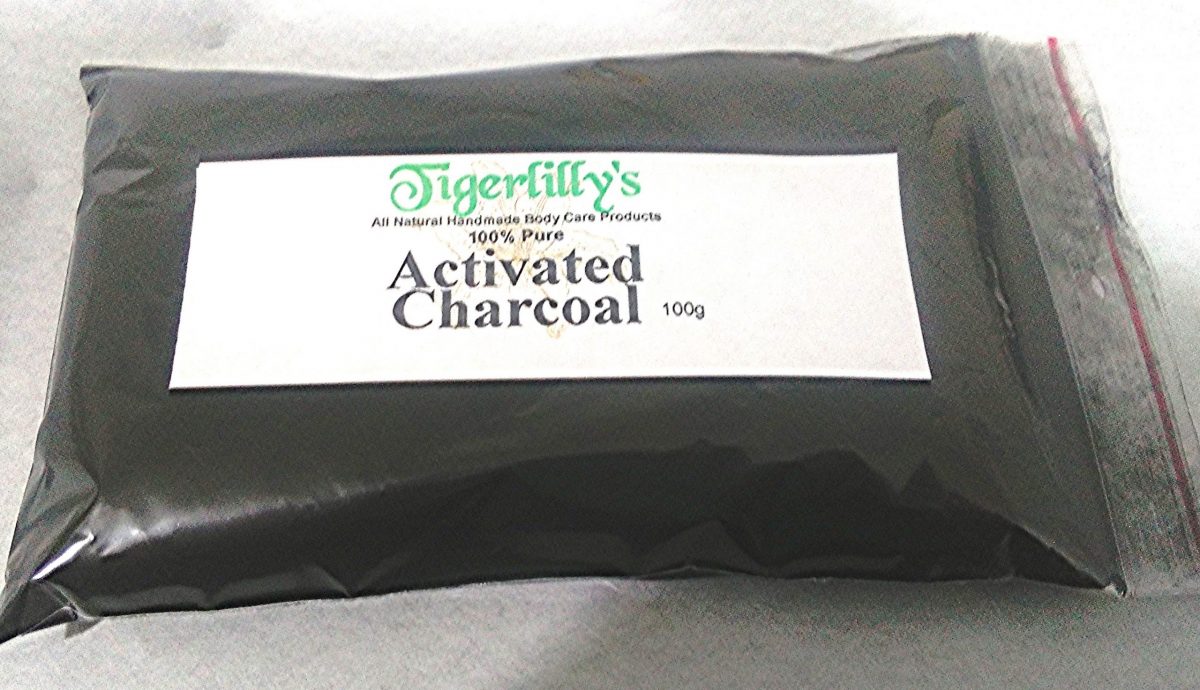 Tigerlilly's
All Natural Handmade Body Care Products
100% Pure
Activated
Charcoal 100g